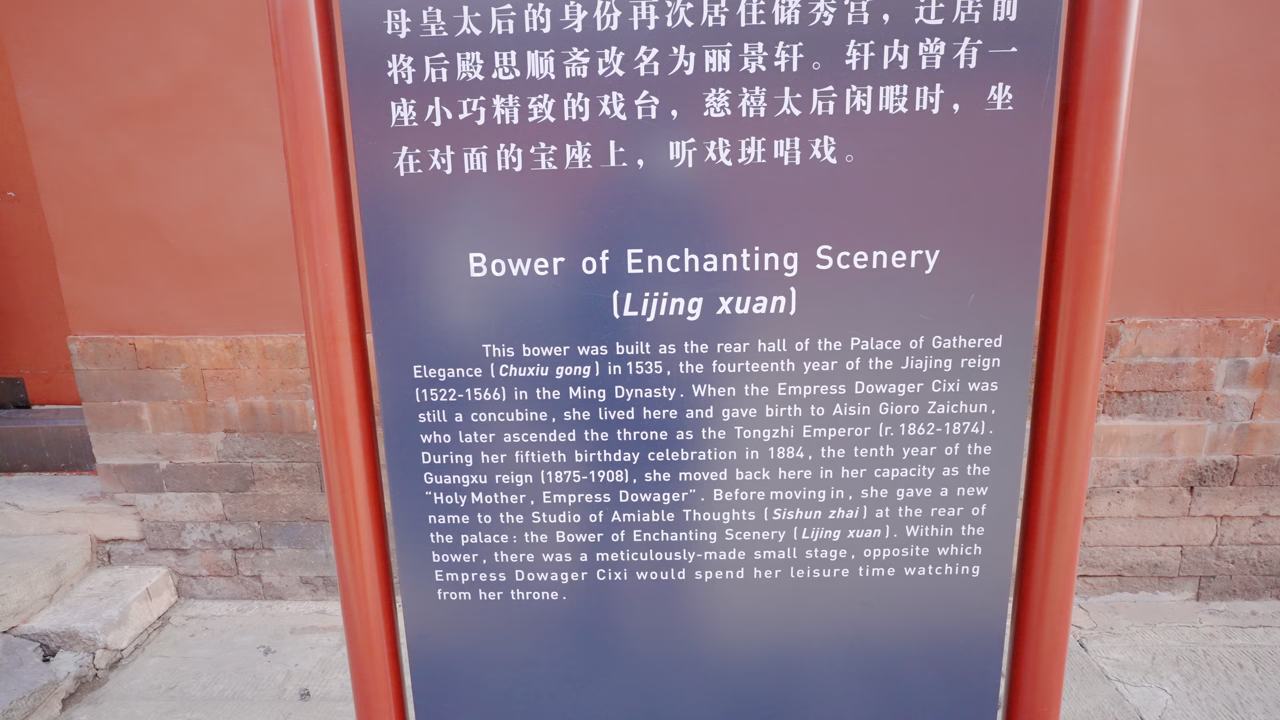 母皇太后的身份再次居住储秀宫，迁居前
将后殿思顺斋改名为丽景轩。轩内曾有一
座小巧精致的戏台，慈禧太后闲暇时，坐
在对面的宝座上，听戏班唱戏。
Bower of Enchanting Scenery
(Lijing xuan)
This bower was built as the rear hall of the Palace of Gathered
Elegance (Chuxiu gong) in 1535, the fourteenth year of the Jiajing reign
(1522-1566) in the Ming Dynasty. When the Empress Dowager Cixi was
still a concubine, she lived here and gave birth to Aisin Gioro Zaichun,
who later ascended the throne as the Tongzhi Emperor (r. 1862-1874).
During her fiftieth birthday celebration in 1884, the tenth year of the
Guangxu reign (1875-1908), she moved back here in her capacity as the
“Holy Mother, Empress Dowager”. Before moving in, she gave a new
name to the Studio of Amiable Thoughts (Sishun zhai) at the rear of
the palace: the Bower of Enchanting Scenery (Lijing xuan). Within the
bower, there was a meticulously-made small stage, opposite which
Empress Dowager Cixi would spend her leisure time watching
from her throne.